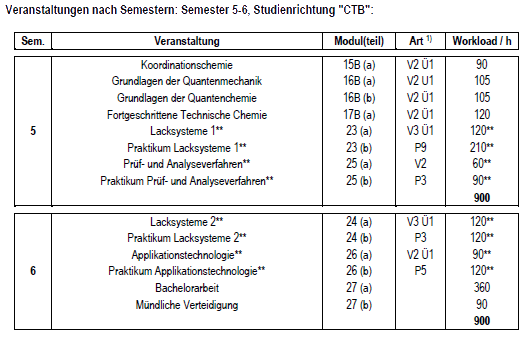 Veranstaltungen nach Semestern: Semester 5-6, Studienrichtung "CTB":
Sem. Veranstaltung Modul(teil) Art 1) Workload / h
Koordinationschemie 15B (a) V2 Ü1 90
Grundlagen der Quantenmechanik 16B (a) V2 U1 105
Grundlagen der Quantenchemie 16B (b) V2 Ü1 105
Fortgeschrittene Technische Chemie 17B (a) V2 U1 120
5 Lacksysteme 1** 23 (a) V3 Ü1 120**
Praktikum Lacksysteme 1** 23 (b) P9 210**
Prüf- und Analyseverfahren** 25 (a) V2 60**
Praktikum Prüf- und Analyseverfahren** 25 (b) P3 90**
900
Lacksysteme 2** 24 (a) V3 Ü1 120**
Praktikum Lacksysteme 2** 24 (b) P3 120**
Applikationstechnologie** 26 (a) V2 Ü1 90**
6 Praktikum Applikationstechnologie** 26 (b) P5 120**
Bachelorarbeit 27 (a) 360
Mündliche Verteidigung 27 (b) 90
900